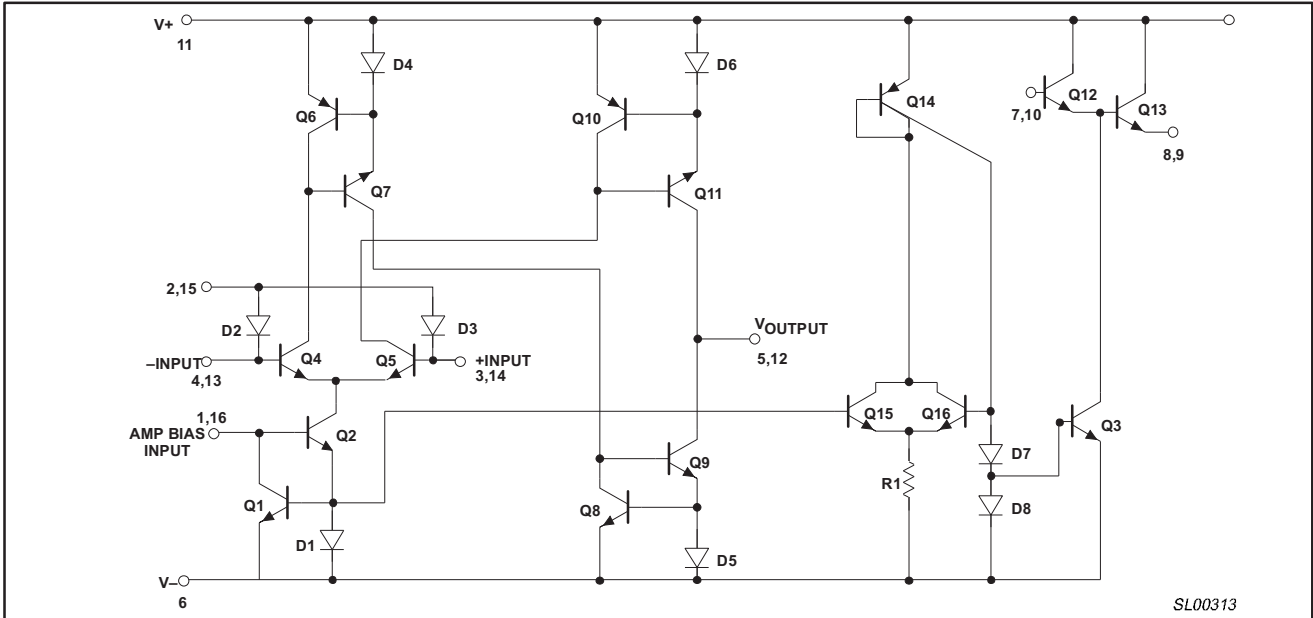 V+
11
D4
D6
Q6
Q10
Q14
Q12
Q13
7,10
8,9
Q7
Q11
2,15
D2
D3
VOUTPUT
5,12
–INPUT
4,13
Q4
Q5
+INPUT
3,14
1,16
AMP BIAS
INPUT
Q2
Q15
Q16
Q3
D7
Q9
R1
Q1
Q8
D8
D1
D5
V–
6
SL00313